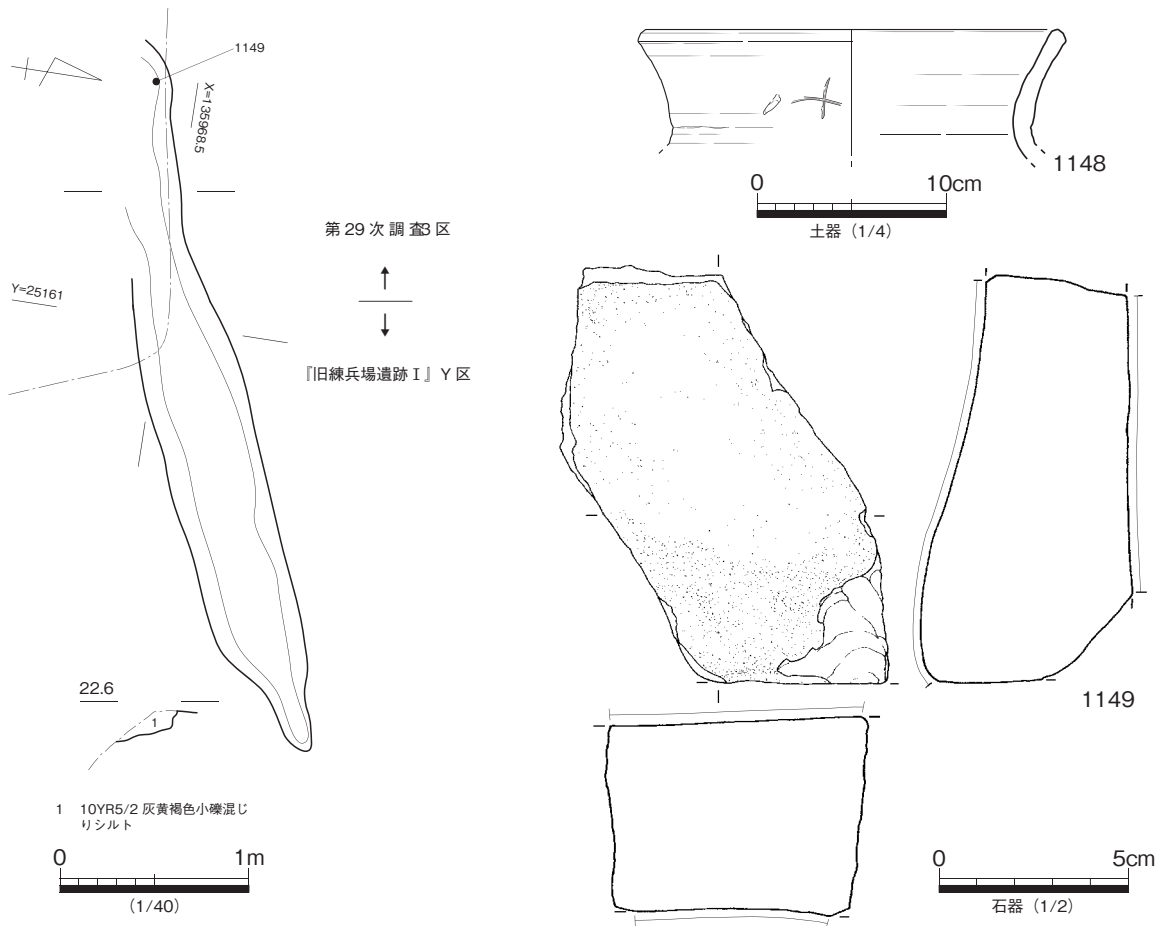 1149
X=135968.5
第29次調査3区
Y=25161
『旧練兵場遺跡Ⅰ』Y区
22.6
1
1 10YR5/2 灰黄褐色小礫混じ
りシルト
0 1m
(1/40)
1148
0 10cm
土器（1/4）
1149
0 5cm
石器（1/2）